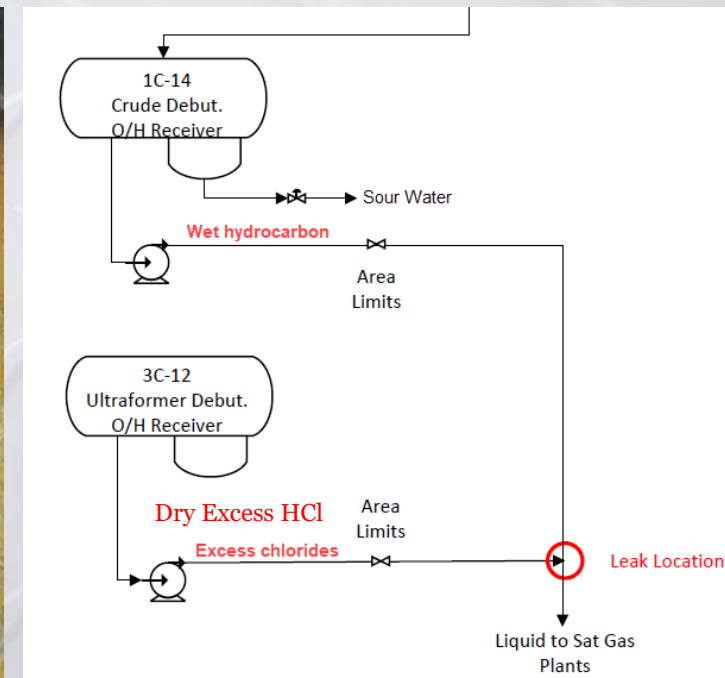 1C-14
Crude Debut.
O/H Receiver
Sour Water
Wet hydrocarbon
Area
Limits
3C-12
Ultraformer Debut.
O/H Receiver
Dry Excess HCl
Area
Limits
Excess chlorides
Leak Location
Liquid to Sat Gas
Plants